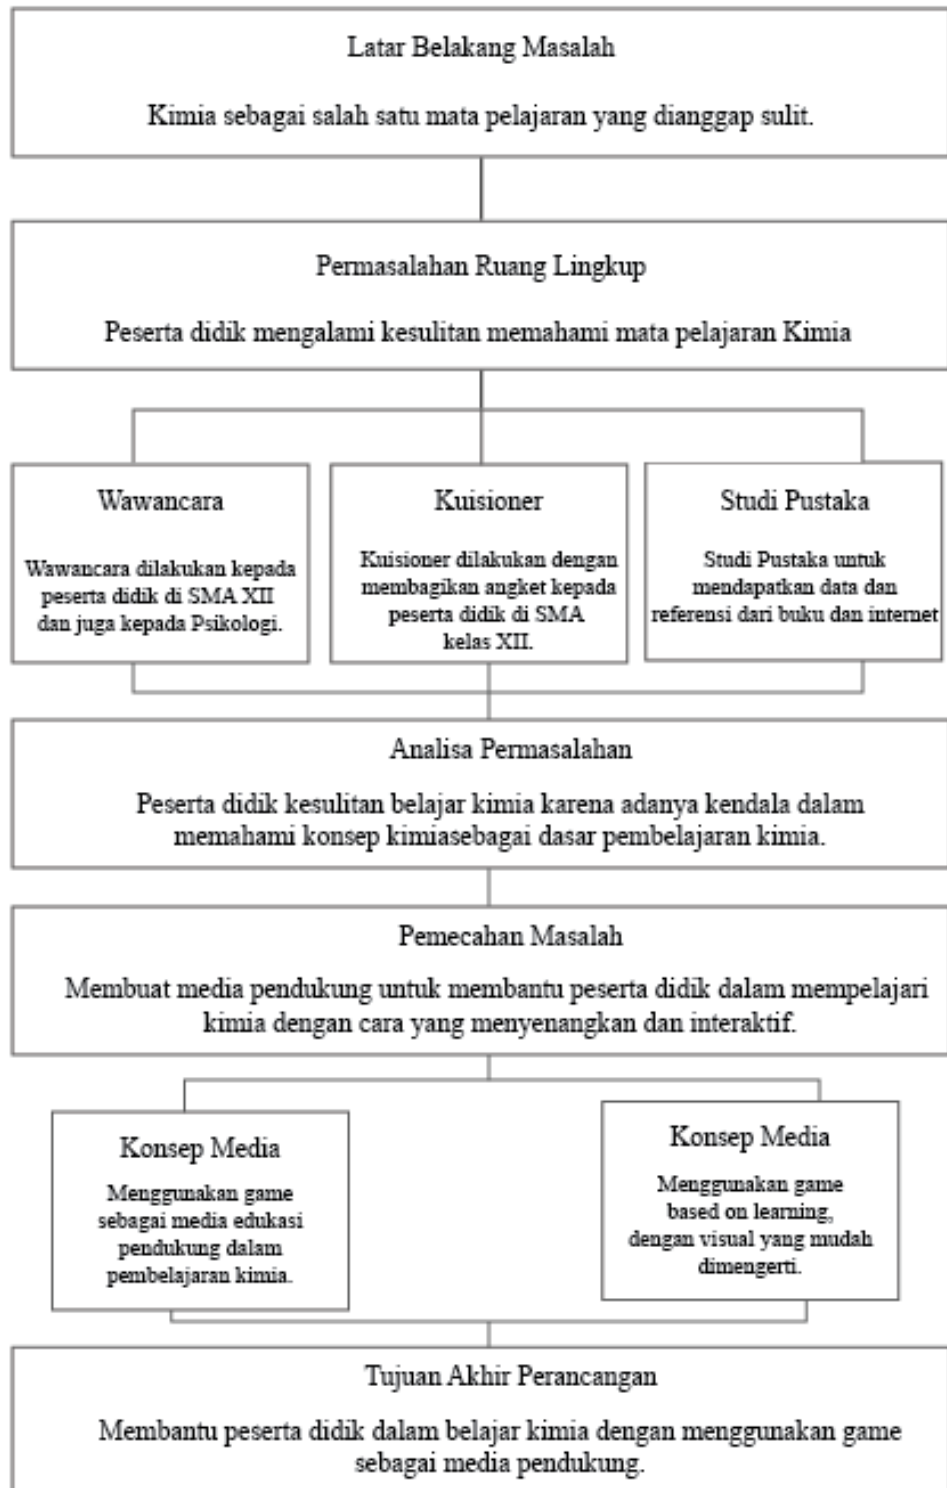 Latar Belakang Masalah
Kimia sebagai salah satu mata pelajaran yang dianggap sulit.
Permasalahan Ruang Lingkup
Peserta didik mengalami kesulitan memahami mata pelajaran Kimia
Wawancara
Wawancara dilakukan kepada
peserta didik di SMA XII
dan juga kepada Psikologi.
Kuisioner
Kuisioner dilakukan dengan
membagikan angket kepada
peserta didik di SMA
kelas XII.
Studi Pustaka
Studi Pustaka untuk
mendapatkan data dan
referensi dari buku dan internet
Analisa Permasalahan
Peserta didik kesulitan belajar kimia karena adanya kendala dalam
memahami konsep kimiasebagai dasar pembelajaran kimia.
Pemecahan Masalah
Membuat media pendukung untuk membantu peserta didik dalam mempelajari
kimia dengan cara yang menyenangkan dan interaktif.
Konsep Media
Menggunakan game
sebagai media edukasi
pendukung dalam
pembelajaran kimia.
Konsep Media
Menggunakan game
based on learning,
dengan visual yang mudah
dimengerti.
Tujuan Akhir Perancangan
Membantu peserta didik dalam belajar kimia dengan menggunakan game
sebagai media pendukung.